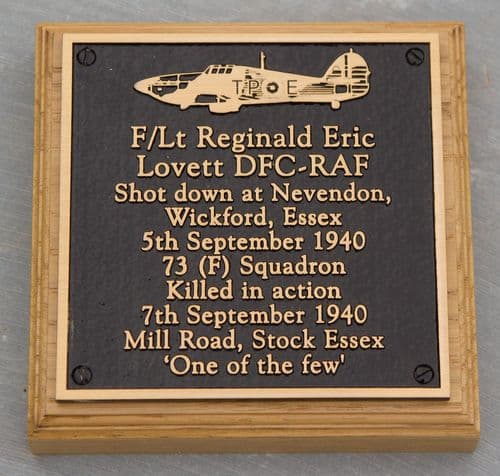 TP E
F/Lt Reginald Eric
Lovett DFC-RAF
Shot down at Nevendon,
Wickford, Essex
5th September 1940
73 (F) Squadron
Killed in action
7th September 1940
Mill Road, Stock Essex
‘One of the few'